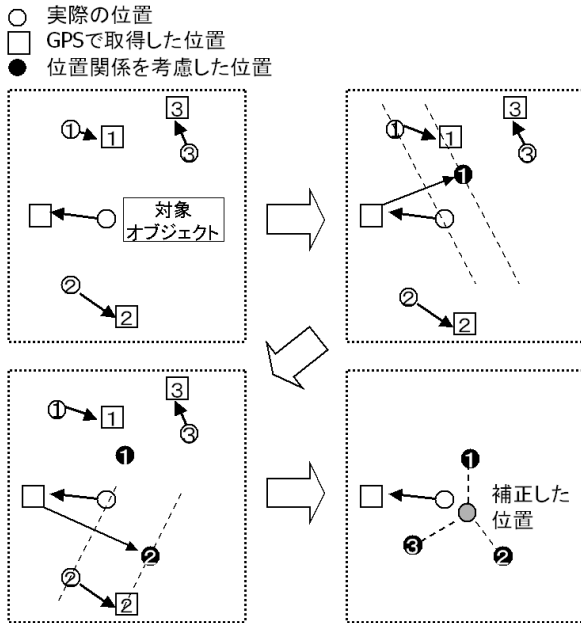 実際の位置
GPSで取得した位置
位置関係を考慮した位置
① 1 3
③
対象
オブジェクト
②
2
① 1 3
③
❶
②
2
① 1 3
③
❶
❷
②
2
❶
補正した
位置
❸
❷